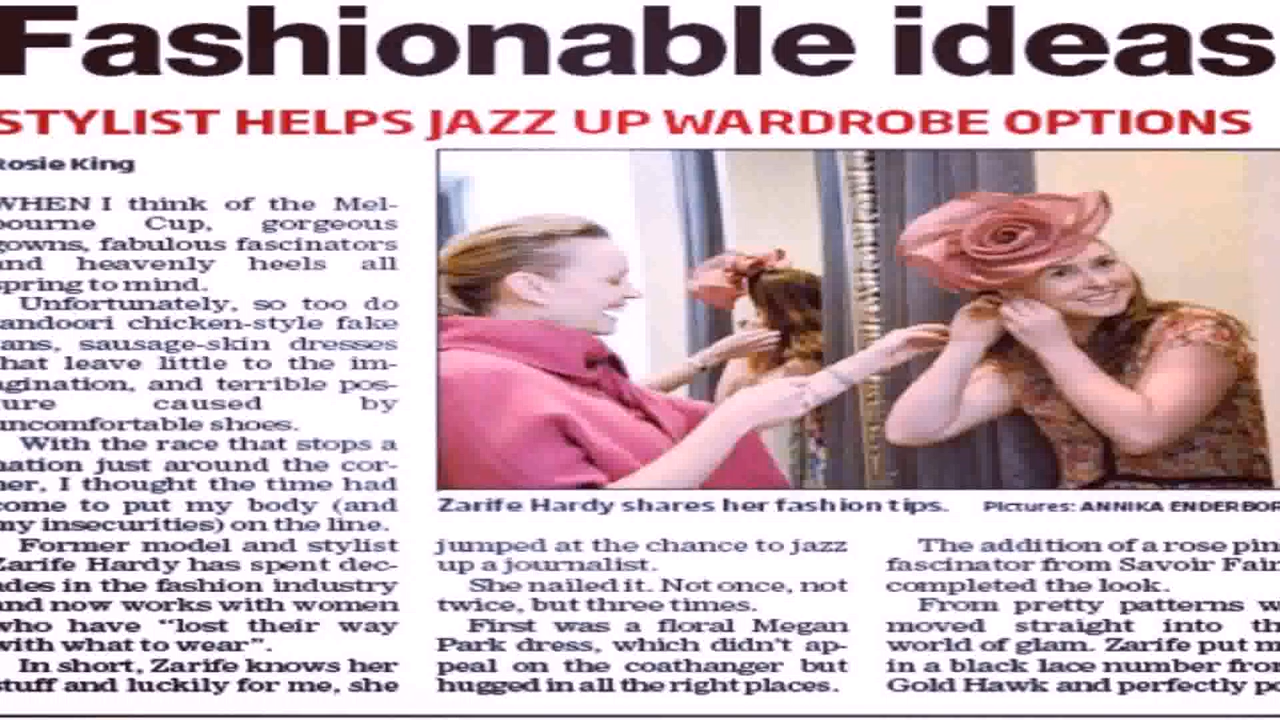 Fashionable ideas
STYLIST HELPS JAZZ UP WARDROBE OPTIONS
Rosie King
WHEN I think of the Mel-
bourne Cup, gorgeous
gowns, fabulous fascinators
and heavenly heels all
spring to mind.
Unfortunately, so too do
tandoori chicken-style fake
tans, sausage-skin dresses
that leave little to the im-
agination, and terrible pos-
ture caused by
uncomfortable shoes.
With the race that stops a
nation just around the cor-
ner, I thought the time had
come to put my body (and
my insecurities) on the line.
Former model and stylist
Zarife Hardy has spent dec-
ades in the fashion industry
and now works with women
who have "lost their way
with what to wear".
In short, Zarife knows her
stuff and luckily for me, she
Zarife Hardy shares her fashion tips. Pictures: ANNIKA ENDERBOR
jumped at the chance to jazz
up a journalist.
She nailed it. Not once, not
twice, but three times.
First was a floral Megan
Park dress, which didn't ap-
peal on the coathanger but
hugged in all the right places.
The addition of a rose pin
fascinator from Savoir Fair
completed the look.
From pretty patterns w
moved straight into th
world of glam. Zarife put m
in a black lace number from
Gold Hawk and perfectly p